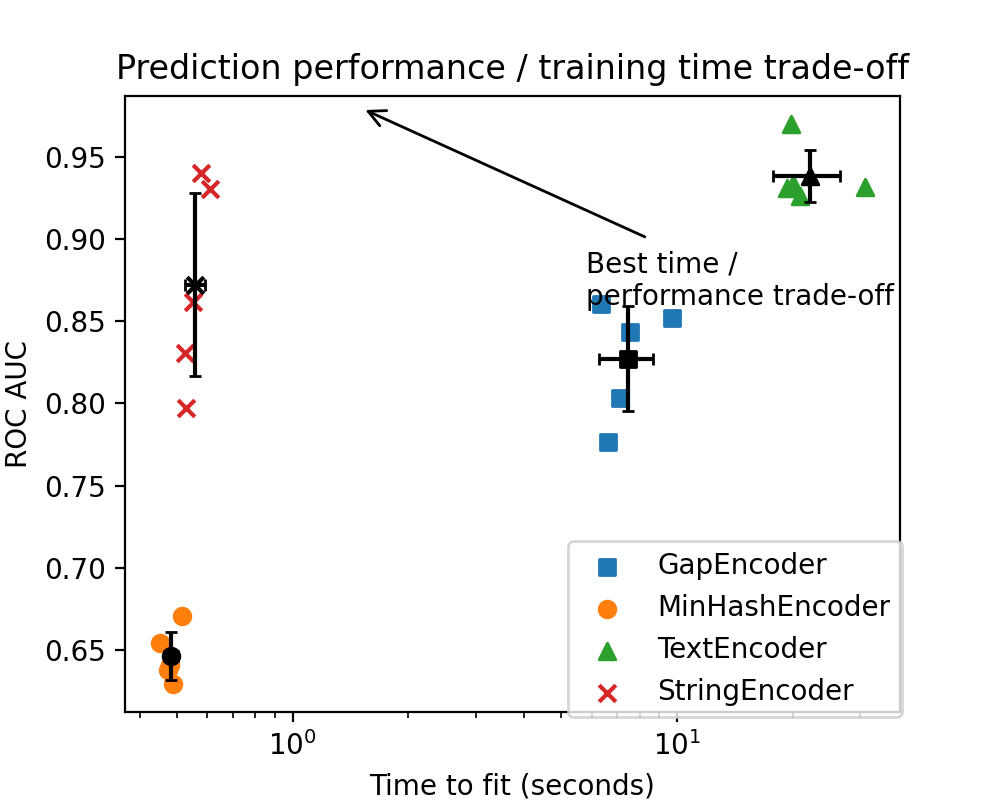 Prediction performance / training time trade-off
0.95
0.90
0.85
0.80
0.75
0.70
0.65
ROC AUC
Best time /
performance trade-off
GapEncoder
MinHashEncoder
TextEncoder
StringEncoder
10⁰
10¹
Time to fit (seconds)